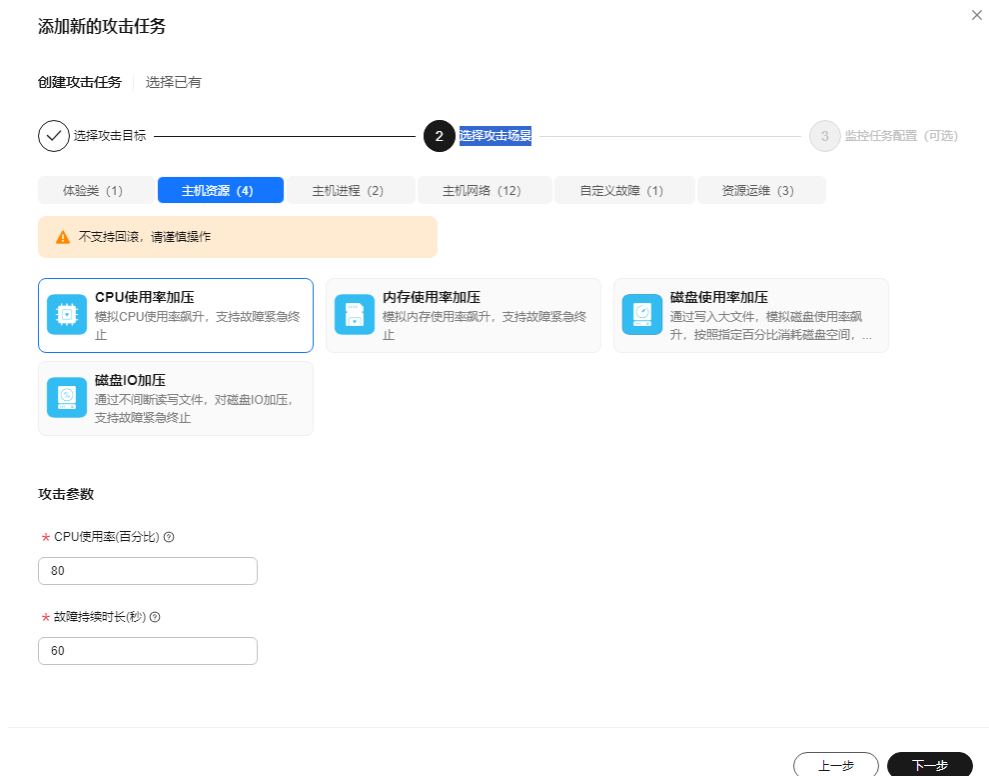 添加新的攻击任务
创建攻击任务 选择已有
选择攻击目标 2 选择攻击场景 3 监控任务配置（可选）
体验类（1） 主机资源（4） 主机进程（2） 主机网络（12） 自定义故障（1） 资源运维（3）
不支持回滚，请谨慎操作
CPU使用率加压
模拟CPU使用率飙升，支持故障紧急终
止
内存使用率加压
模拟内存使用率飙升，支持故障紧急终
止
磁盘使用率加压
通过写入大文件，模拟磁盘使用率飙
升，按照指定百分比消耗磁盘空间，...
磁盘IO加压
通过不间断读写文件，对磁盘IO加压，
支持故障紧急终止
攻击参数
* CPU使用率(百分比)
80
* 故障持续时长(秒)
60
上一步 下一步